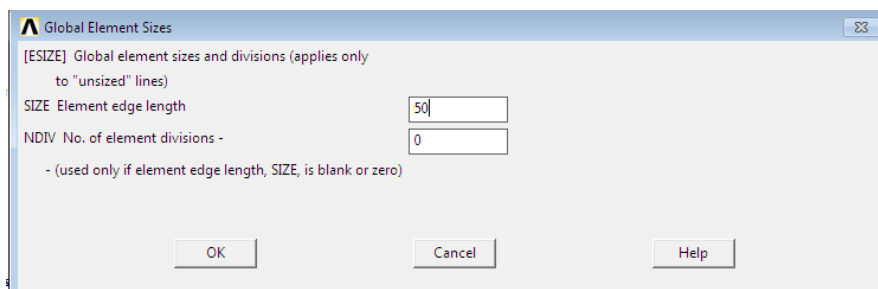 Global Element Sizes
[ESIZE] Global element sizes and divisions (applies only
to "unsized" lines)
SIZE Element edge length 50
NDIV No. of element divisions - 0
- (used only if element edge length, SIZE, is blank or zero)
OK Cancel Help